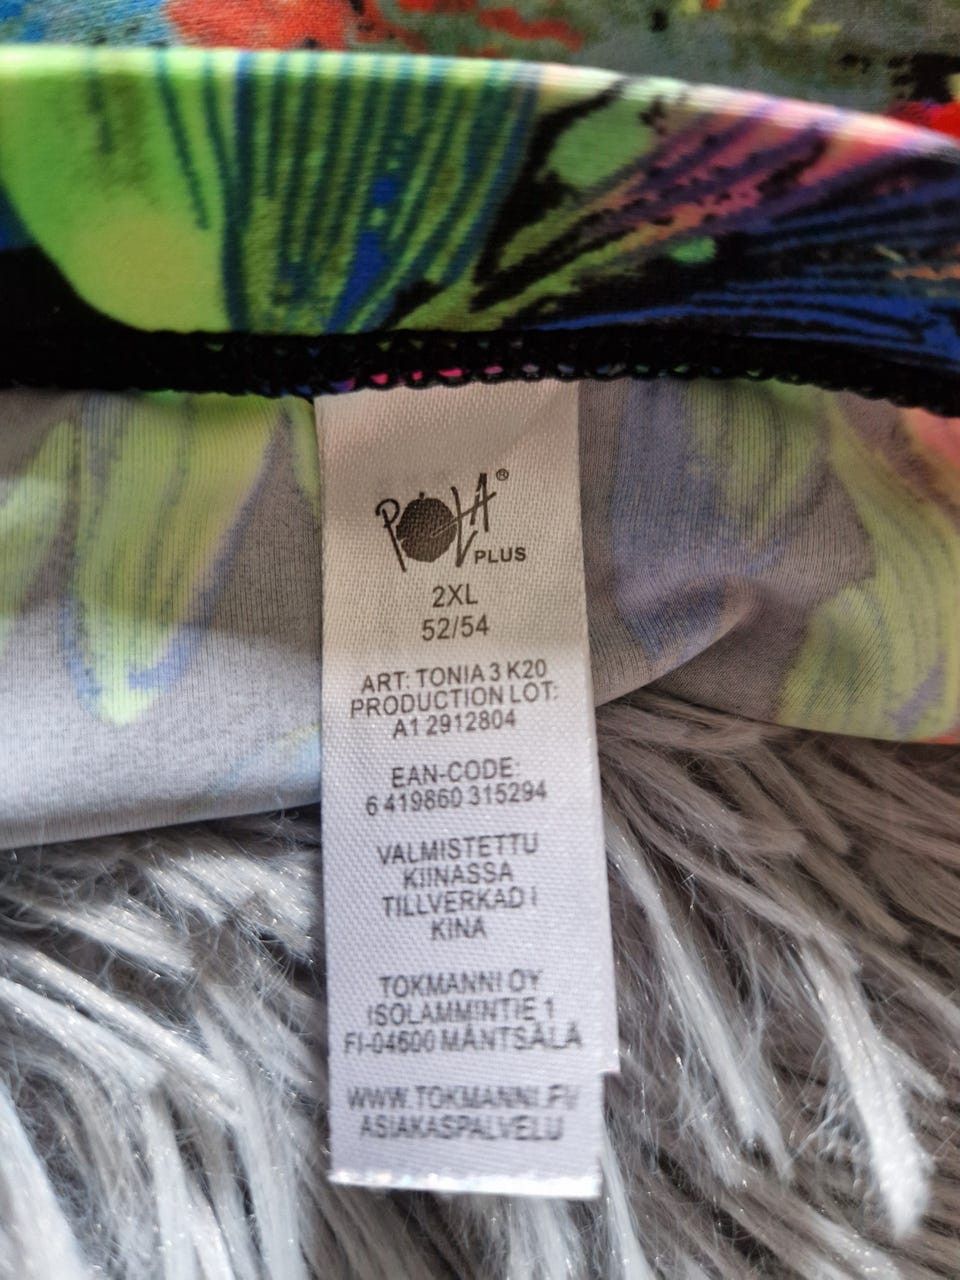 POLA®
PLUS
2XL
52/54
ART: TONIA 3 K20
PRODUCTION LOT:
A1 2912804
EAN-CODE:
6 419860 315294
VALMISTETTU
KIINASSA
TILLVERKAD I
KINA
TOKMANNI OY
ISOLAMMINTIE 1
FI-04600 MÄNTSÄLÄ
WWW.TOKMANNI.FI/
ASIAKASPALVELU